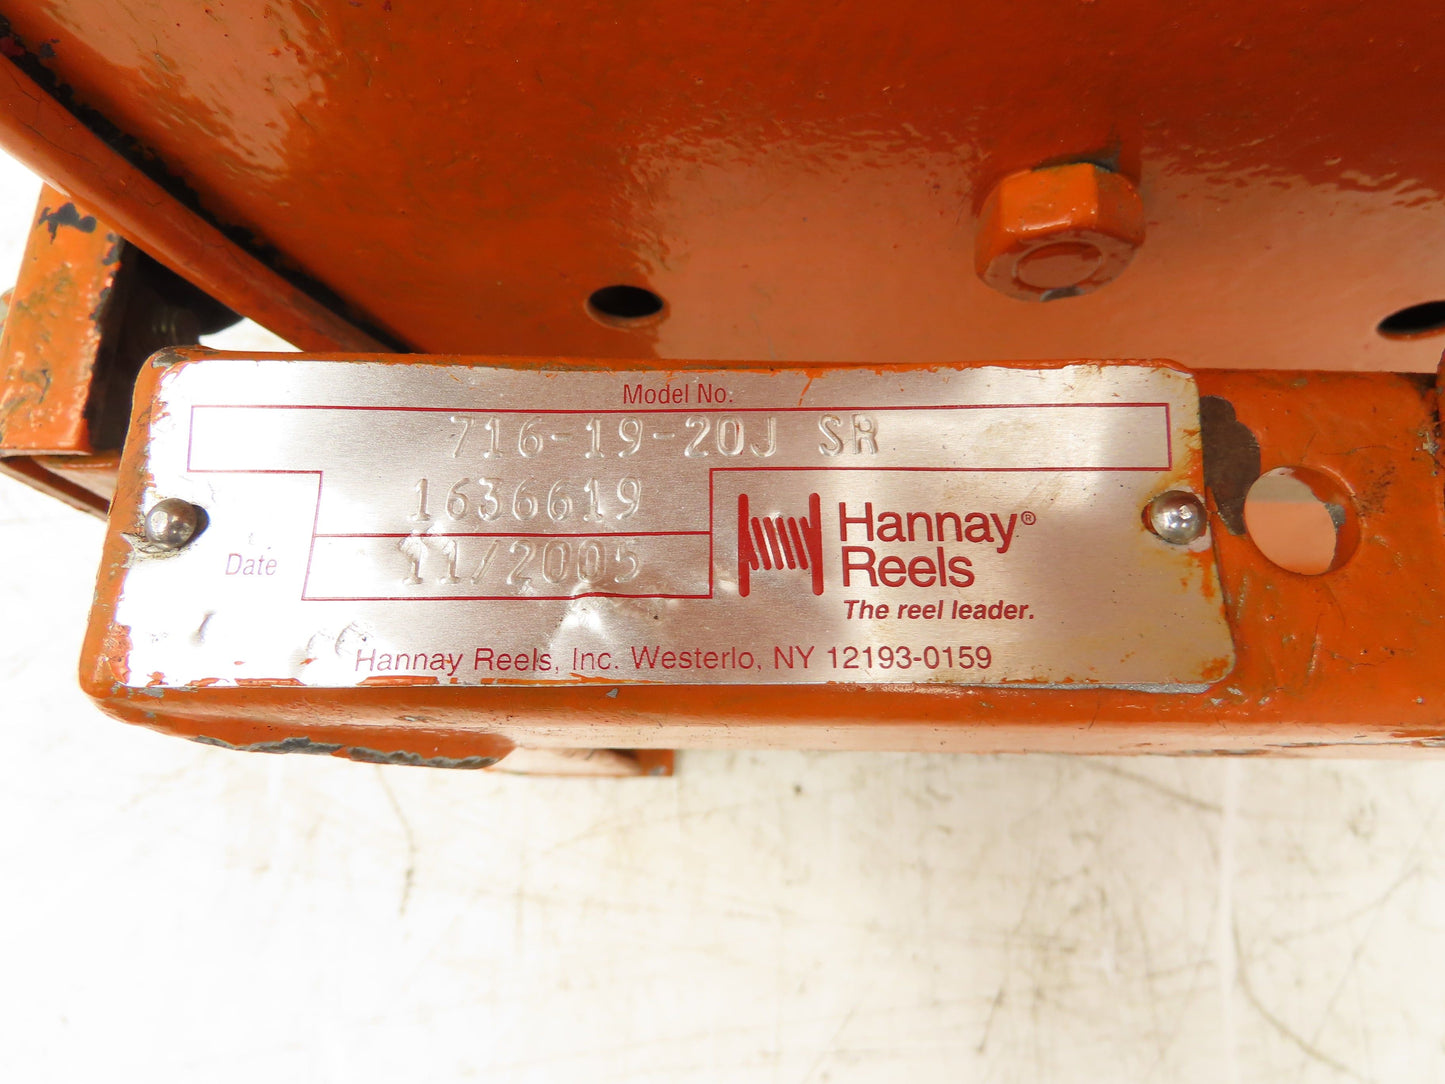 Model No.
716-19-20J SR
1636619
Date
11/2005
Hannay®
Reels
The reel leader.
Hannay Reels, Inc. Westerlo, NY 12193-0159